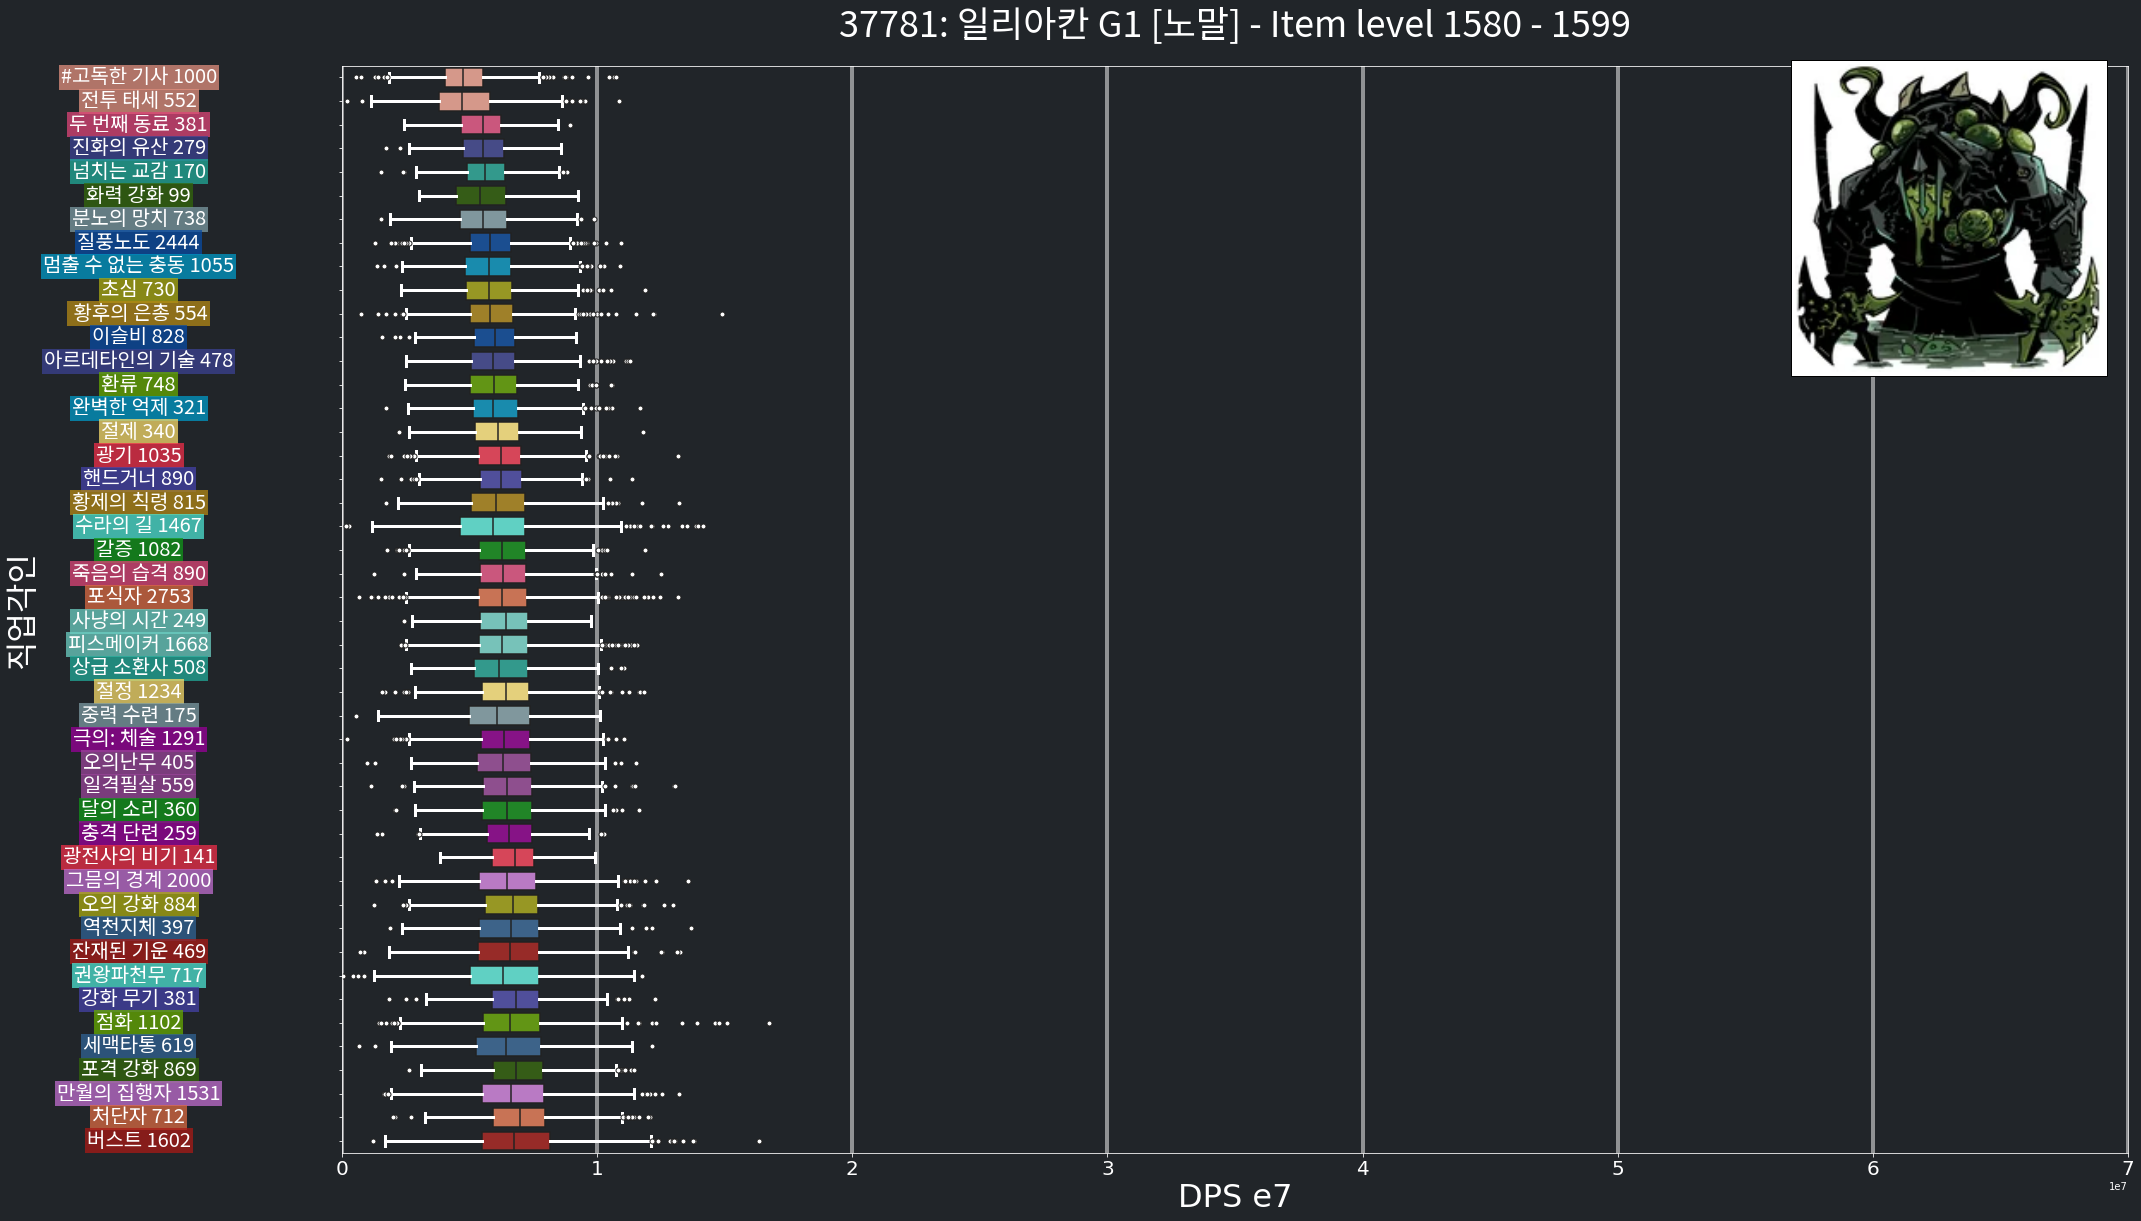 37781: 일리아칸 G1 [노말] - Item level 1580 - 1599
#고독한 기사 1000
전투 태세 552
두 번째 동료 381
진화의 유산 279
넘치는 교감 170
화력 강화 99
분노의 망치 738
질풍노도 2444
멈출 수 없는 충동 1055
초심 730
황후의 은총 554
이슬비 828
아르데타인의 기술 478
환류 748
완벽한 억제 321
절제 340
광기 1035
핸드거너 890
황제의 칙령 815
수라의 길 1467
갈증 1082
죽음의 습격 890
포식자 2753
사냥의 시간 249
피스메이커 1668
상급 소환사 508
절정 1234
중력 수련 175
극의: 체술 1291
오의난무 405
일격필살 559
달의 소리 360
충격 단련 259
광전사의 비기 141
그믐의 경계 2000
오의 강화 884
역천지체 397
잔재된 기운 469
권왕파천무 717
강화 무기 381
점화 1102
세맥타통 619
포격 강화 869
만월의 집행자 1531
처단자 712
버스트 1602
직업각인
0 1 2 3 4 5 6 7
DPS e7
1e7